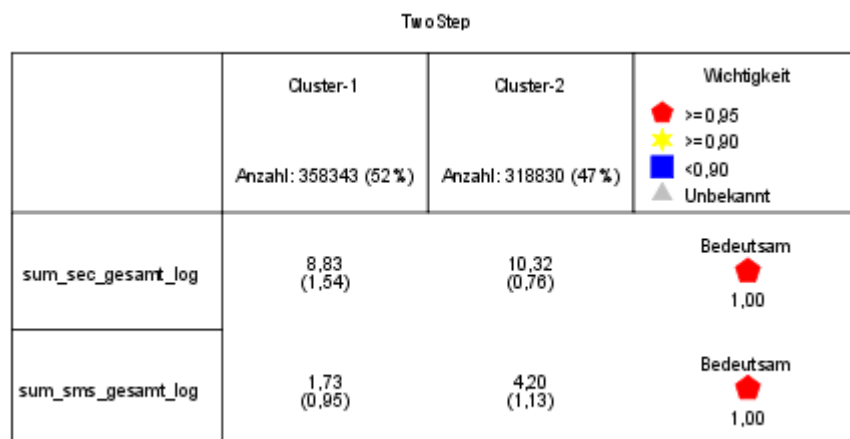 TwoStep
Cluster-1
Cluster-2
Wichtigkeit
>=0,95
>=0,90
<0,90
Unbekannt
Anzahl: 358343 (52%)
Anzahl: 318830 (47%)
sum_sec_gesamt_log
8,83
(1,54)
10,32
(0,76)
Bedeutsam
1,00
sum_sms_gesamt_log
1,73
(0,95)
4,20
(1,13)
Bedeutsam
1,00